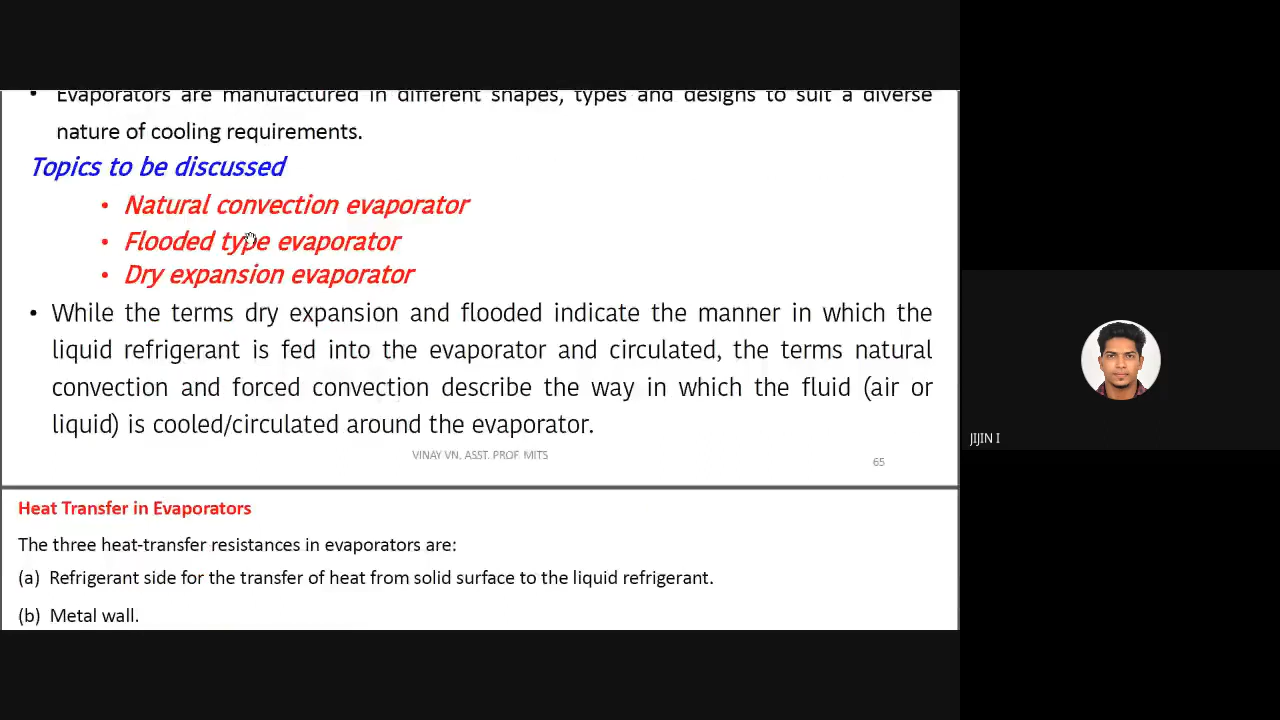 • Evaporators are manufactured in different shapes, types and designs to suit a diverse
nature of cooling requirements.
Topics to be discussed
• Natural convection evaporator
• Flooded type evaporator
• Dry expansion evaporator
• While the terms dry expansion and flooded indicate the manner in which the
liquid refrigerant is fed into the evaporator and circulated, the terms natural
convection and forced convection describe the way in which the fluid (air or
liquid) is cooled/circulated around the evaporator.
VINAY VN, ASST. PROF. MITS
65
Heat Transfer in Evaporators
The three heat-transfer resistances in evaporators are:
(a) Refrigerant side for the transfer of heat from solid surface to the liquid refrigerant.
(b) Metal wall.
JIJIN I